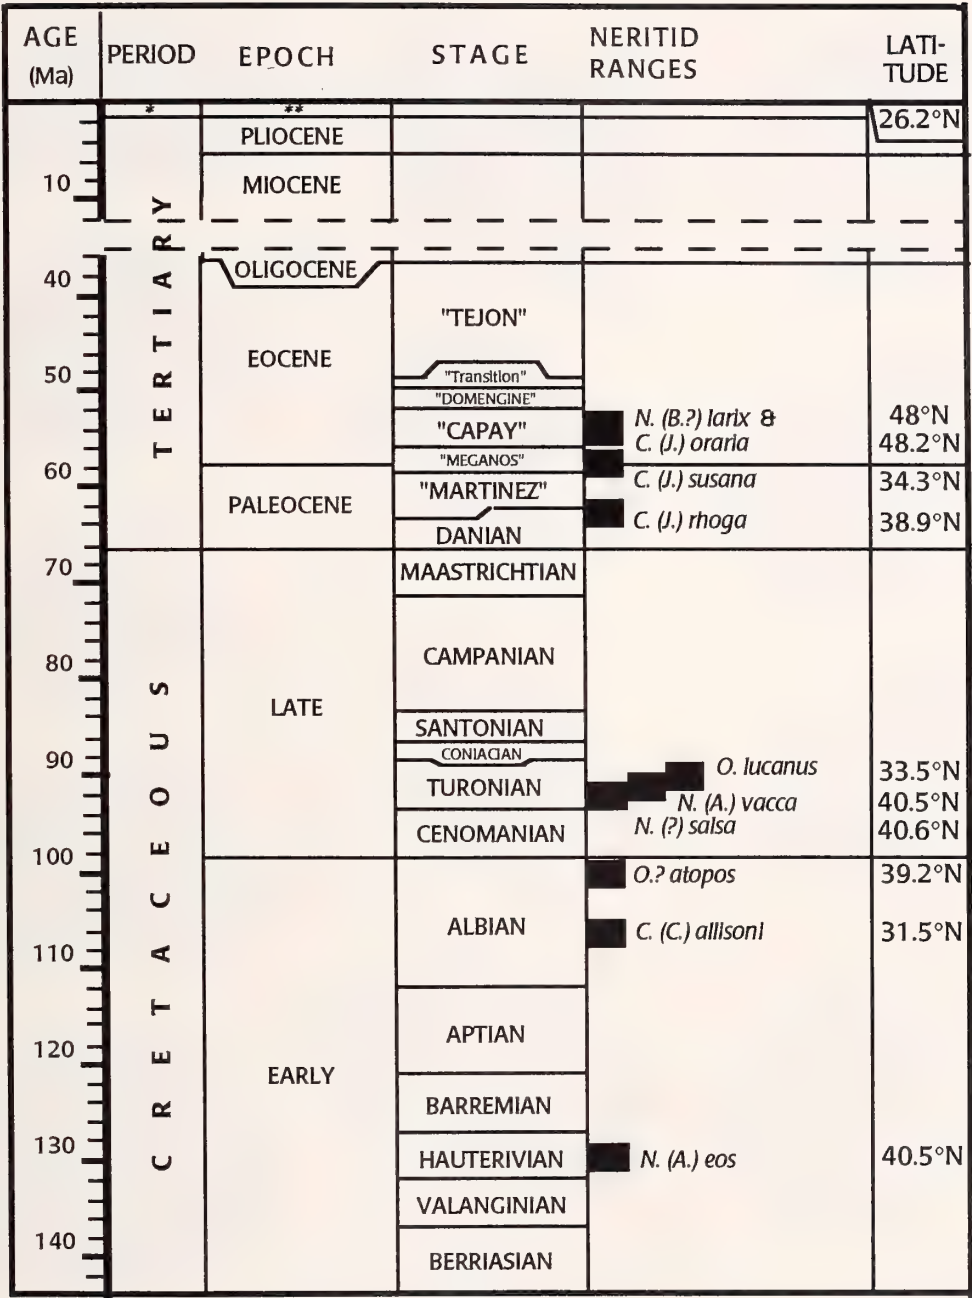 AGE (Ma) PERIOD EPOCH STAGE NERITID RANGES LATI-TUDE
* ** 26.2°N
PLIOCENE
10 MIOCENE
TERTIARY
40 OLIGOCENE
"TEJON"
EOCENE
50 "Transition"
"DOMENGINE"
"CAPAY" N. (B.?) larix & 48°N
C. (J.) oraria 48.2°N
60 "MEGANOS"
"MARTINEZ" C. (J.) susana 34.3°N
PALEOCENE C. (J.) rhoga 38.9°N
DANIAN
70 MAASTRICHTIAN
CRETACEOUS
80 CAMPANIAN
LATE
SANTONIAN
90 CONIACIAN
TURONIAN O. lucanus 33.5°N
N. (A.) vacca 40.5°N
CENOMANIAN N. (?) salsa 40.6°N
100
O.? atopos 39.2°N
ALBIAN C. (C.) allisoni 31.5°N
110
APTIAN
120
EARLY
BARREMIAN
130 HAUTERIVIAN N. (A.) eos 40.5°N
VALANGINIAN
140 BERRIASIAN